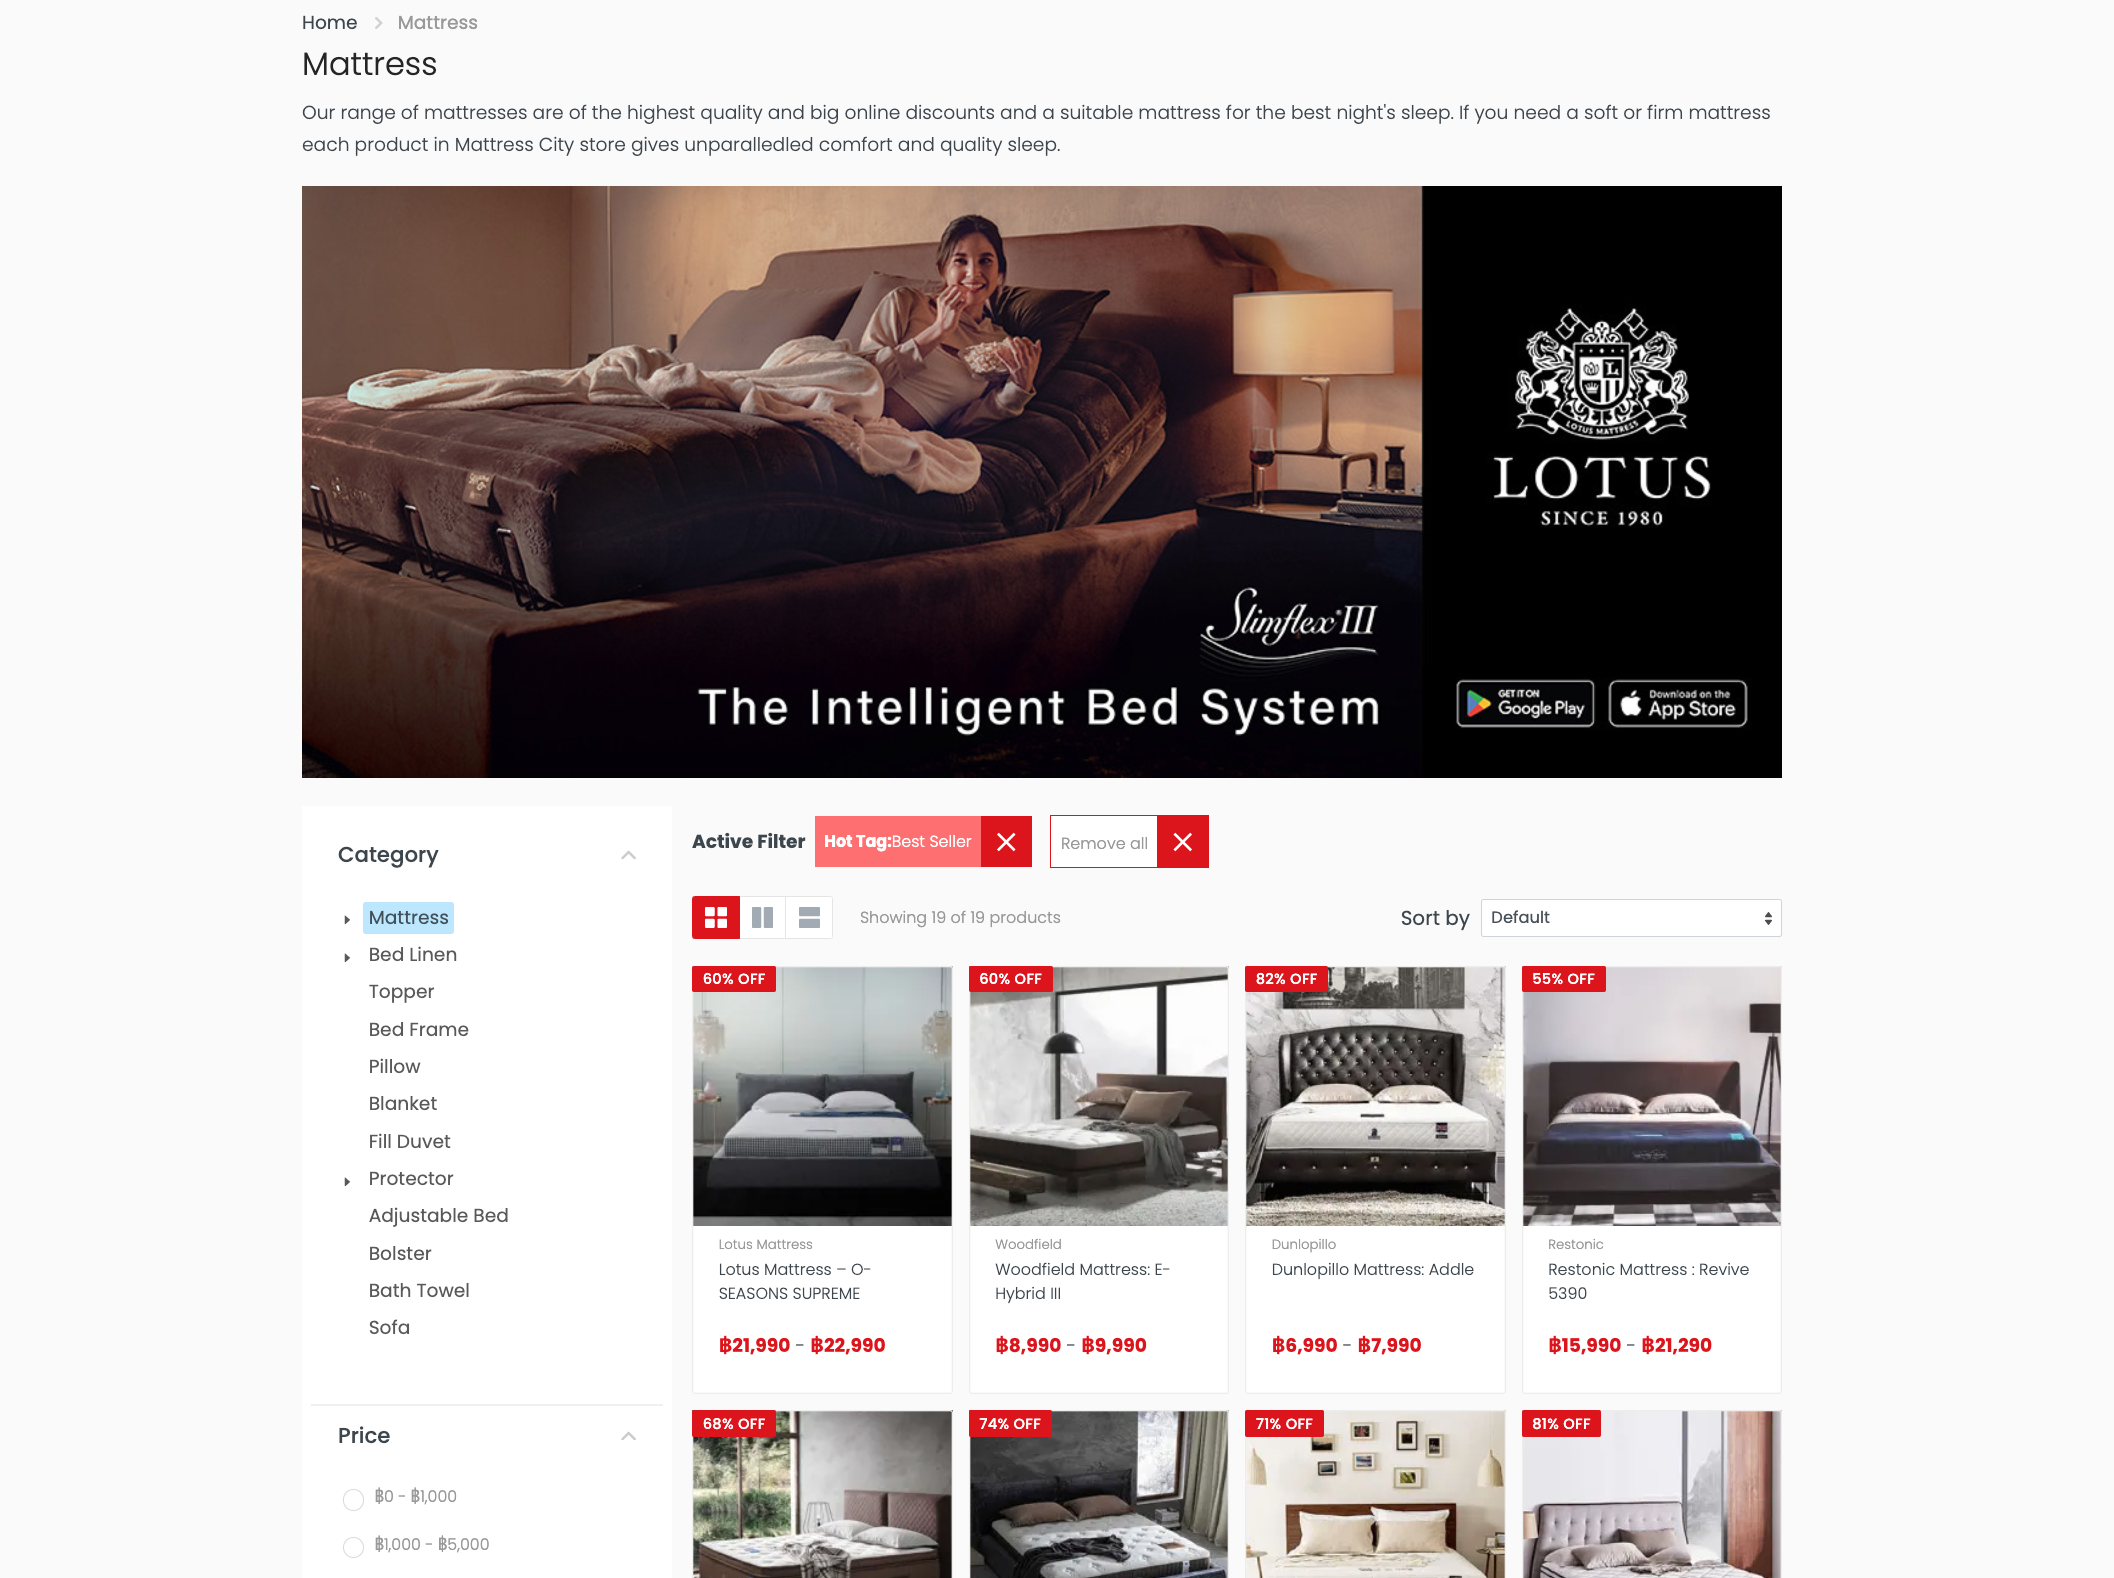 Home
Mattress
Mattress
Our range of mattresses are of the highest quality and big online discounts and a suitable mattress for the best night's sleep. If you need a soft or firm mattress
each product in Mattress City store gives unparalledled comfort and quality sleep.
LOTUS MATTRESS
LOTUS
SINCE 1980
Slimflex III
The Intelligent Bed System
GET IT ON
Google Play
Download on the
App Store
Category
Mattress
Bed Linen
Topper
Bed Frame
Pillow
Blanket
Fill Duvet
Protector
Adjustable Bed
Bolster
Bath Towel
Sofa
Price
฿0 - ฿1,000
฿1,000 - ฿5,000
Active Filter
Hot Tag:Best Seller
Remove all
Showing 19 of 19 products
Sort by
Default
60% OFF
Lotus Mattress
Lotus Mattress – O-
SEASONS SUPREME
฿21,990 - ฿22,990
60% OFF
Woodfield
Woodfield Mattress: E-
Hybrid III
฿8,990 - ฿9,990
82% OFF
Dunlopillo
Dunlopillo Mattress: Addle
฿6,990 - ฿7,990
55% OFF
Restonic
Restonic Mattress : Revive
5390
฿15,990 - ฿21,290
68% OFF
74% OFF
71% OFF
81% OFF